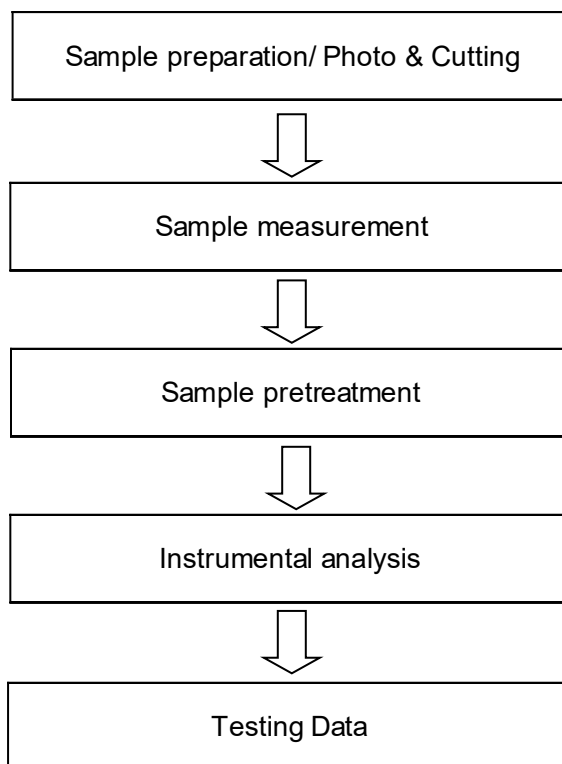 Sample preparation/ Photo & Cutting
Sample measurement
Sample pretreatment
Instrumental analysis
Testing Data